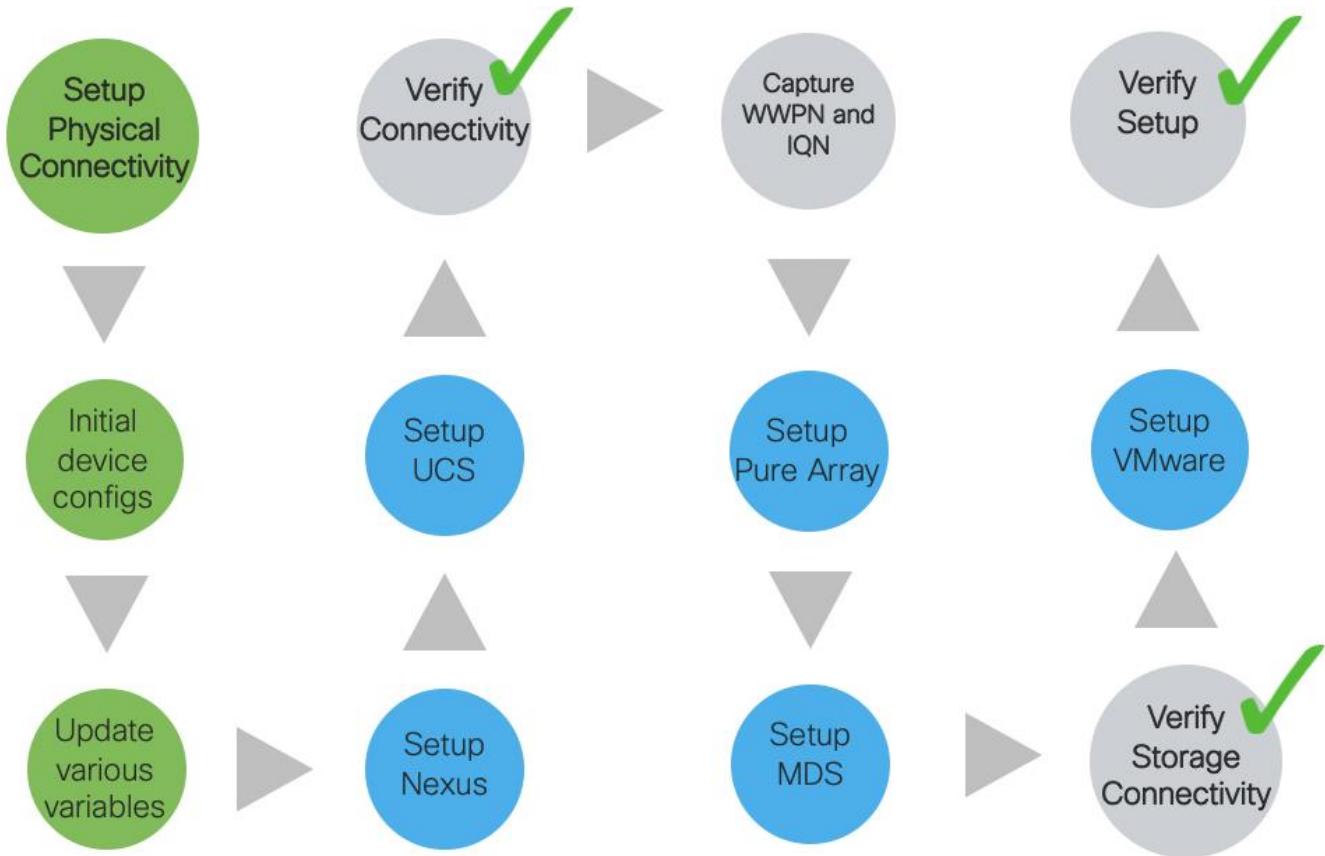 Setup
Physical
Connectivity
Initial
device
configs
Update
various
variables
Setup
Nexus
Setup
UCS
Verify
Connectivity
Capture
WWPN and
IQN
Setup
Pure Array
Setup
MDS
Verify
Storage
Connectivity
Setup
VMware
Verify
Setup